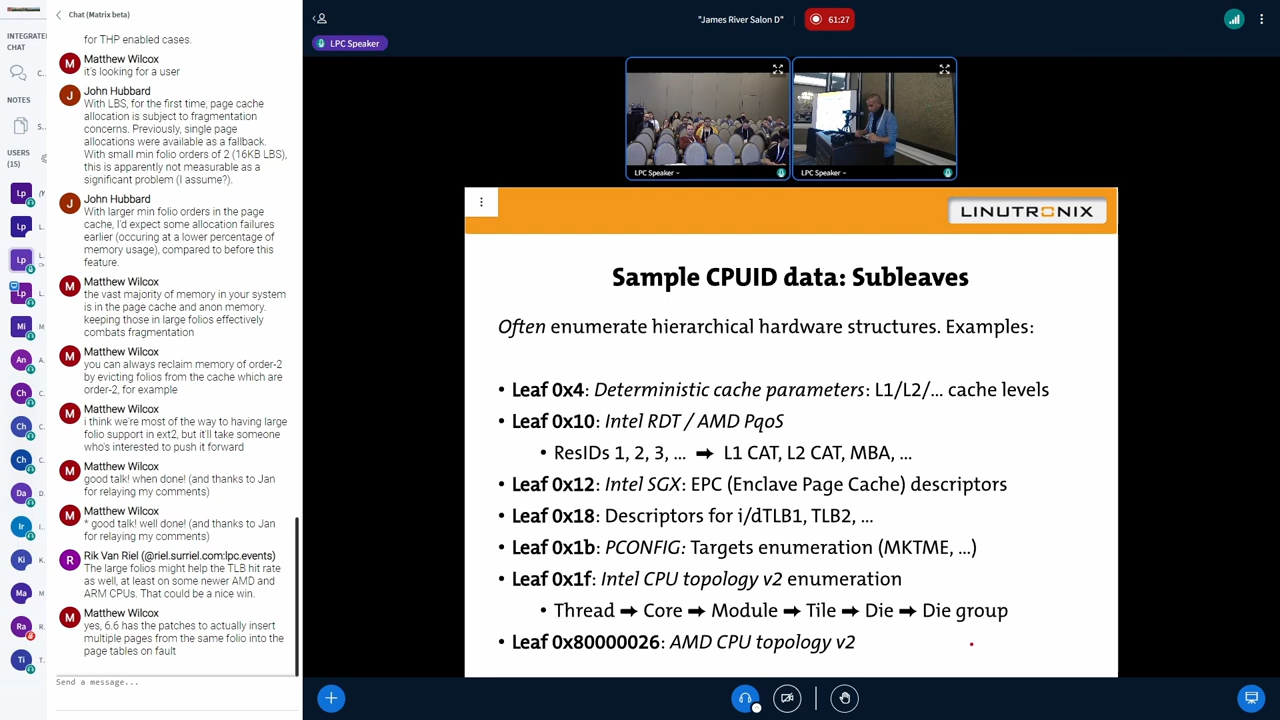 Chat (Matrix beta)
for THP enabled cases.
Matthew Wilcox
it's looking for a user
John Hubbard
With LBS, for the first time, page cache
allocation is subject to fragmentation
concerns. Previously, single page
allocations were available as a fallback.
With small min folio orders of 2 (16KB LBS),
this is apparently not measurable as a
significant problem (I assume?).
John Hubbard
With larger min folio orders in the page
cache, I'd expect some allocation failures
earlier (occuring at a lower percentage of
memory usage), compared to before this
feature.
Matthew Wilcox
the vast majority of memory in your system
is in the page cache and anon memory.
keeping those in large folios effectively
combats fragmentation
Matthew Wilcox
you can always reclaim memory of order-2
by evicting folios from the cache which are
order-2, for example
Matthew Wilcox
i think we're most of the way to having large
folio support in ext2, but it'll take someone
who's interested to push it forward
Matthew Wilcox
good talk! when done! (and thanks to Jan
for relaying my comments)
Matthew Wilcox
* good talk! well done! (and thanks to Jan
for relaying my comments)
Rik Van Riel (@riel.surriel.com:lpc.events)
The large folios might help the TLB hit rate
as well, at least on some newer AMD and
ARM CPUs. That could be a nice win.
Matthew Wilcox
yes, 6.6 has the patches to actually insert
multiple pages from the same folio into the
page tables on fault
Send a message...
CHAT
NOTES
USERS
(15)
Lp
Lp
Lp
Lp
Mi
An
Ch
Ch
Ch
Da
Ir
Ki
Ma
Ra
Ti
"James River Salon D"
61:27
LPC Speaker
LPC Speaker
LPC Speaker
LINUTRONIX
Sample CPUID data: Subleaves
Often enumerate hierarchical hardware structures. Examples:
• Leaf 0x4: Deterministic cache parameters: L1/L2/... cache levels
• Leaf 0x10: Intel RDT / AMD PqoS
• ResIDs 1, 2, 3, ... ➡ L1 CAT, L2 CAT, MBA, ...
• Leaf 0x12: Intel SGX: EPC (Enclave Page Cache) descriptors
• Leaf 0x18: Descriptors for i/dTLB1, TLB2, ...
• Leaf 0x1b: PCONFIG: Targets enumeration (MKTME, ...)
• Leaf 0x1f: Intel CPU topology v2 enumeration
• Thread ➡ Core ➡ Module ➡ Tile ➡ Die ➡ Die group
• Leaf 0x80000026: AMD CPU topology v2